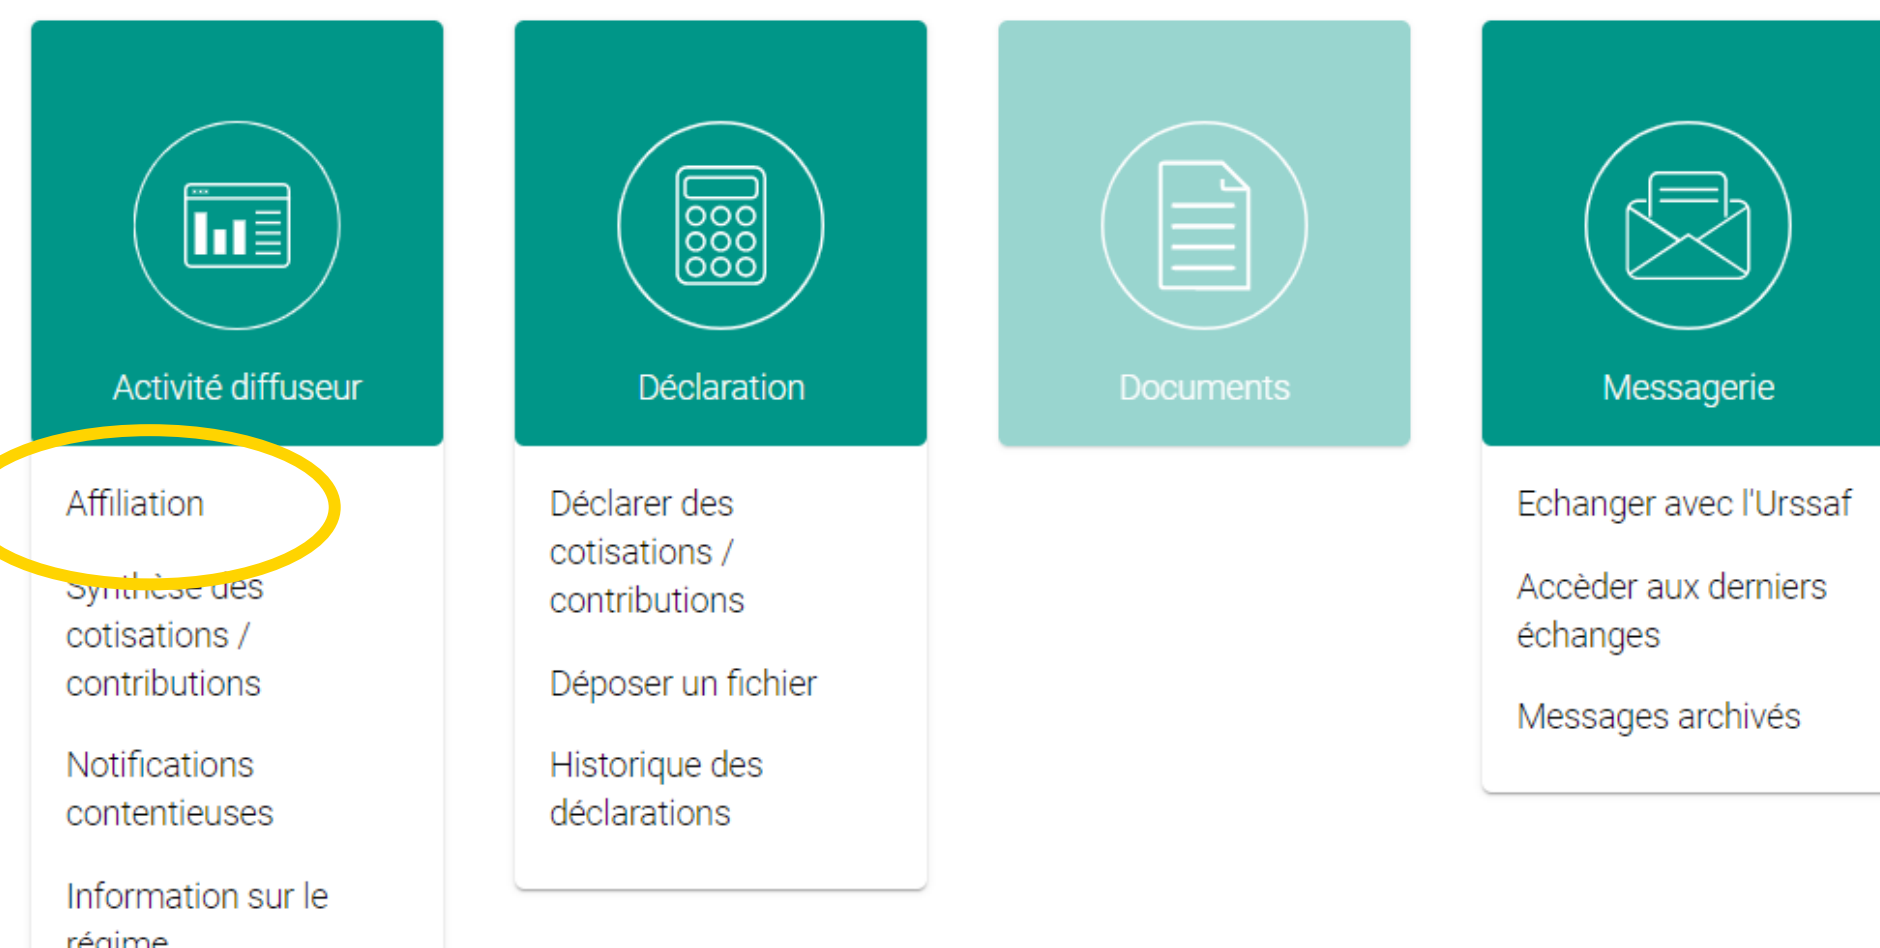 Activité diffuseur
Affiliation
Synthèse des
cotisations /
contributions
Notifications
contentieuses
Information sur le
régime
Déclaration
Déclarer des
cotisations /
contributions
Déposer un fichier
Historique des
déclarations
Documents
Messagerie
Echanger avec l'Urssaf
Accèder aux derniers
échanges
Messages archivés